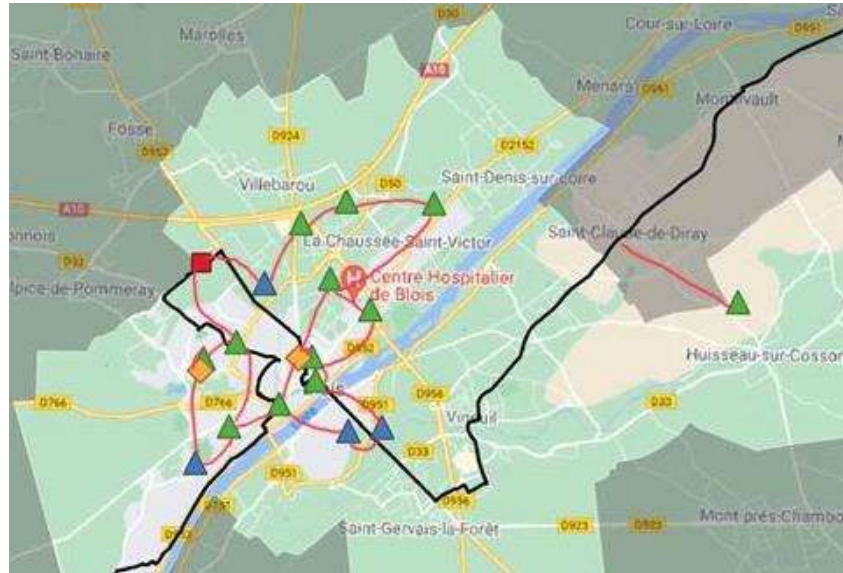 D30
Cour-sur-Loire
D951
Marolles
Saint-Bohaire
A10
Menars
D951
Montlivault
Fosse
D924
D952
D2152
Villebarou
D50
Saint-Denis-sur-Loire
A10
La Chaussée-Saint-Victor
Saint-Claude-de-Diray
onnois
D32
H
Centre Hospitalier
de Blois
lpice-de-Pommeray
D952
Huisseau-sur-Cosson
D766
D766
D951
D956
Vineuil
D33
D33
D951
D751
D956
Saint-Gervais-la-Forêt
D923
D923
Mont-près-Chambo